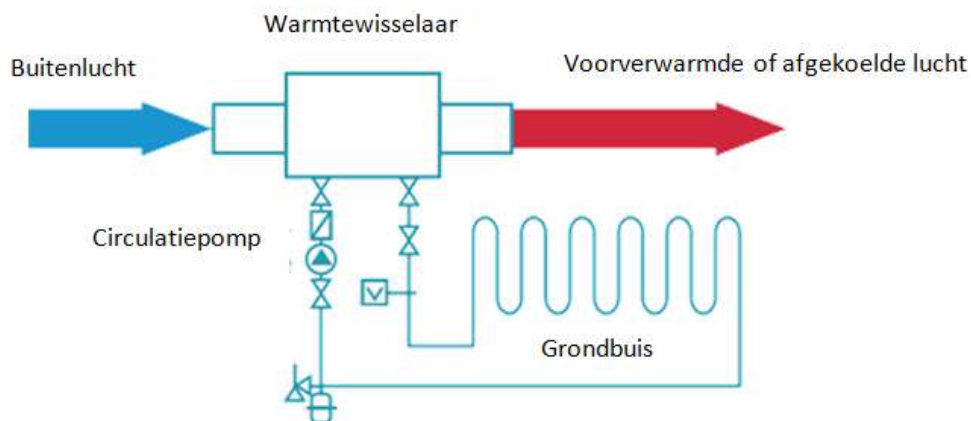 Warmtewisselaar
Buitenlucht
Voorverwarmde of afgekoelde lucht
Circulatiepomp
Grondbuis